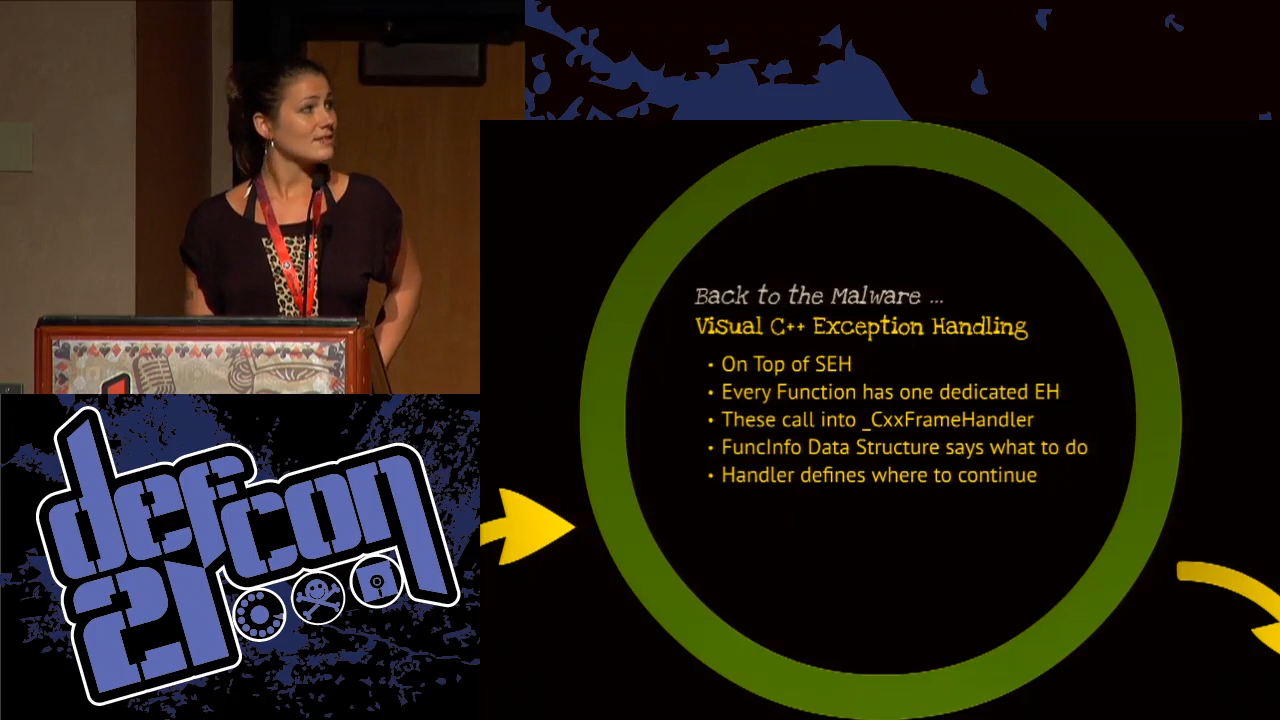 Back to the Malware ...
Visual C++ Exception Handling
• On Top of SEH
• Every Function has one dedicated EH
• These call into _CxxFrameHandler
• FuncInfo Data Structure says what to do
• Handler defines where to continue
defcon
21